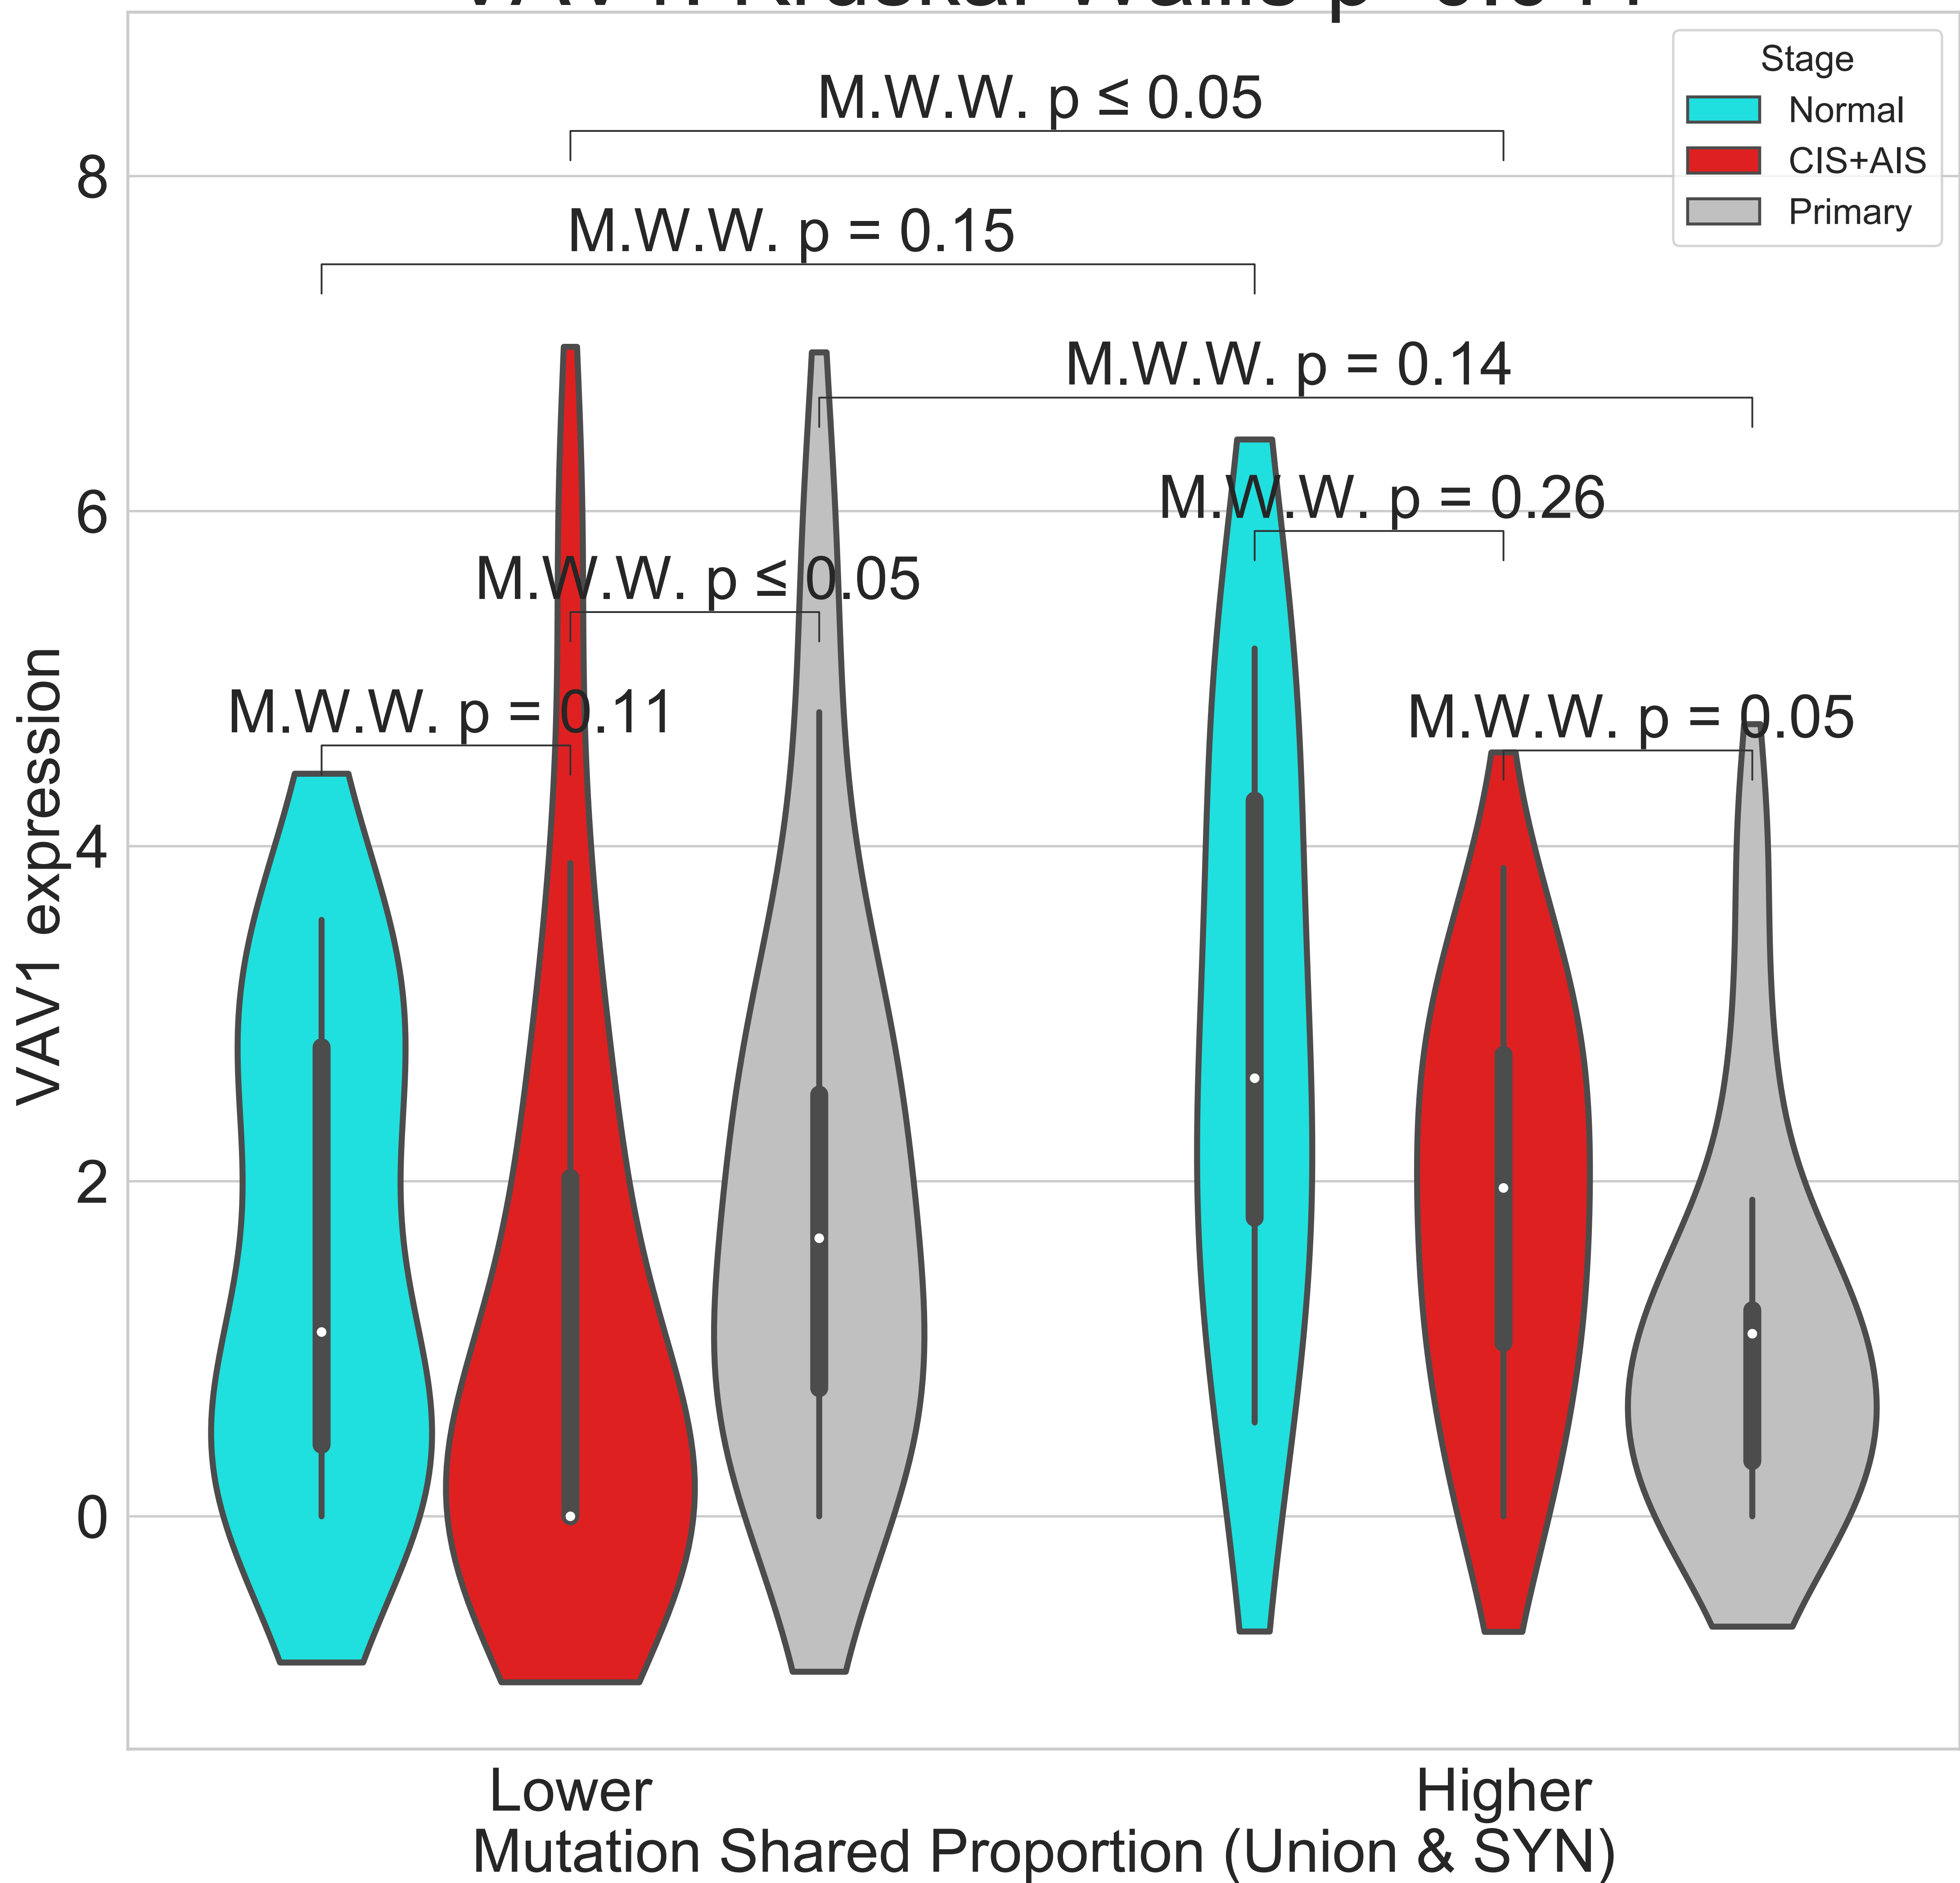 Stage
Normal
CIS+AIS
Primary
M.W.W. p ≤ 0.05
M.W.W. p = 0.15
M.W.W. p = 0.14
M.W.W. p = 0.26
M.W.W. p ≤ 0.05
M.W.W. p = 0.11
M.W.W. p = 0.05
VAV1 expression
8
6
4
2
0
Lower
Higher
Mutation Shared Proportion (Union & SYN)